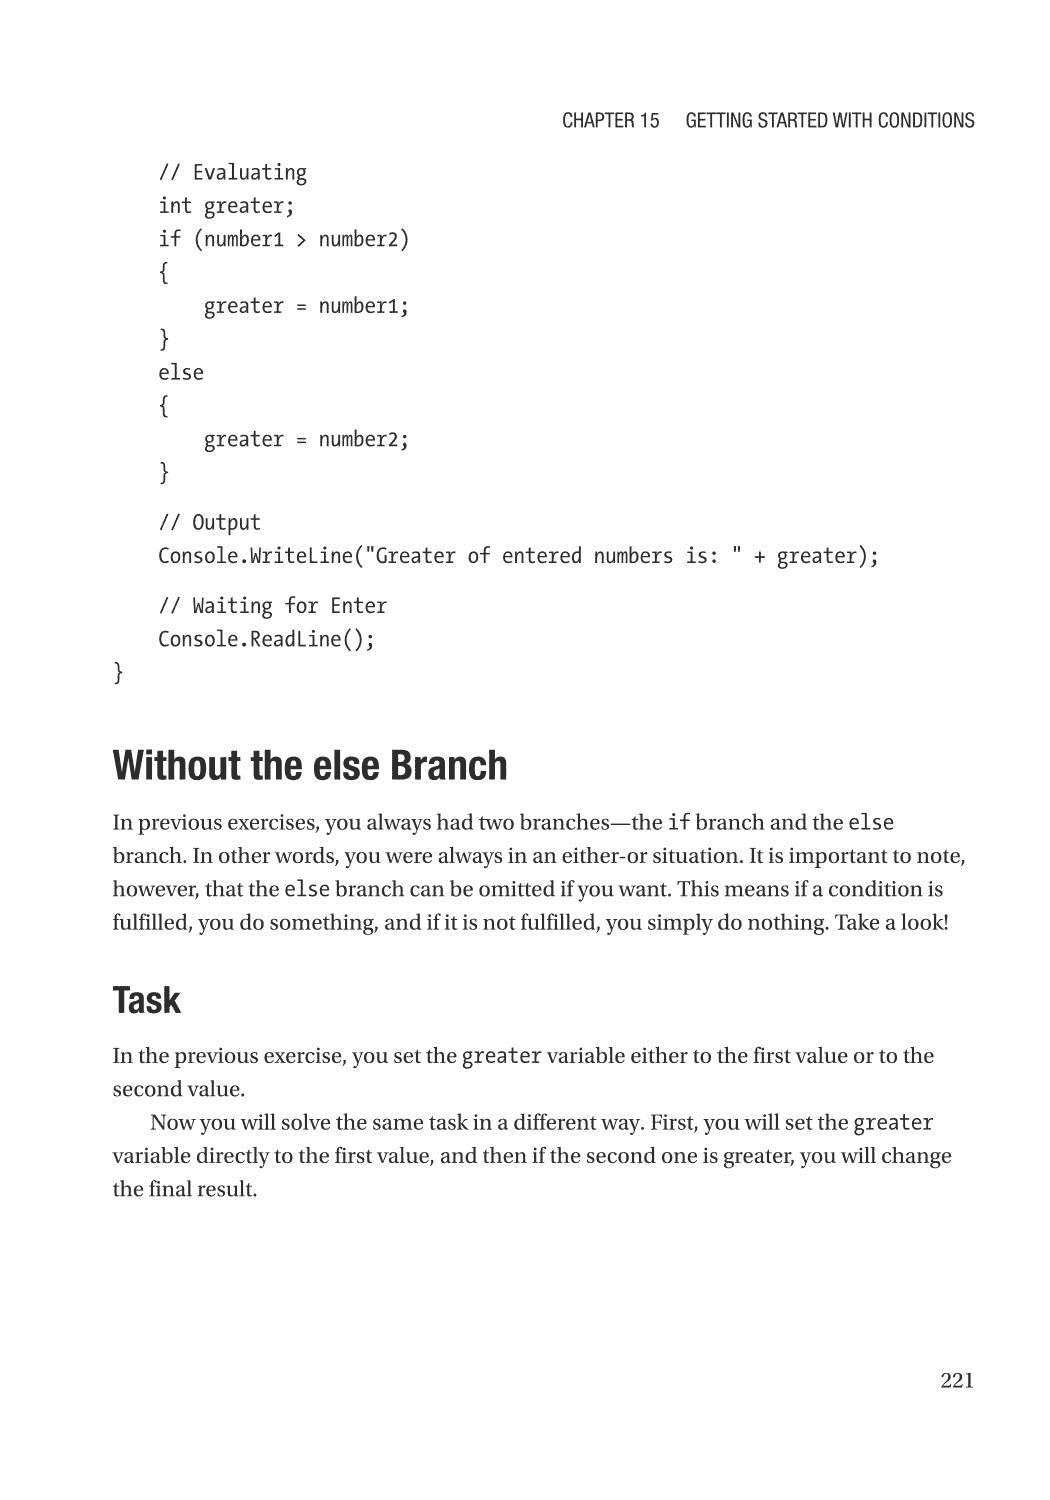 CHAPTER 15 GETTING STARTED WITH CONDITIONS
// Evaluating
int greater;
if (number1 > number2)
{
greater = number1;
}
else
{
greater = number2;
}
// Output
Console.WriteLine("Greater of entered numbers is: " + greater);
// Waiting for Enter
Console.ReadLine();
}
Without the else Branch
In previous exercises, you always had two branches—the if branch and the else
branch. In other words, you were always in an either-or situation. It is important to note,
however, that the else branch can be omitted if you want. This means if a condition is
fulfilled, you do something, and if it is not fulfilled, you simply do nothing. Take a look!
Task
In the previous exercise, you set the greater variable either to the first value or to the
second value.
Now you will solve the same task in a different way. First, you will set the greater
variable directly to the first value, and then if the second one is greater, you will change
the final result.
221